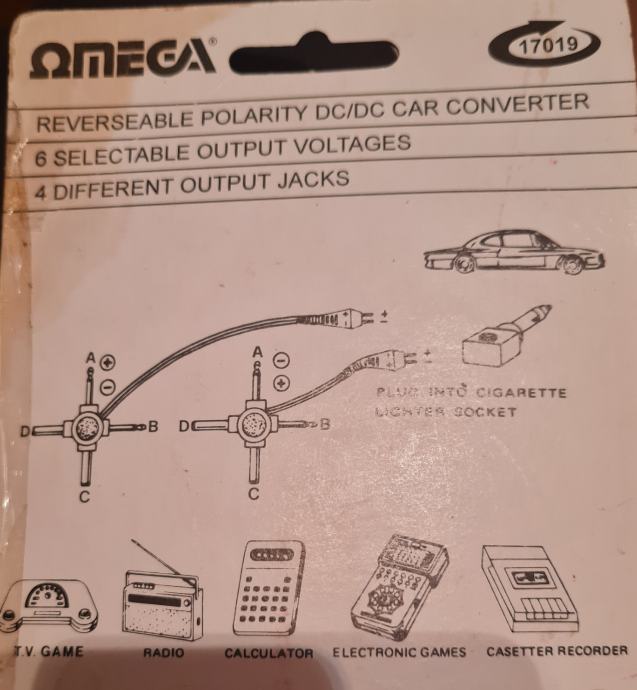 ΩMEGA®
17019
REVERSEABLE POLARITY DC/DC CAR CONVERTER
6 SELECTABLE OUTPUT VOLTAGES
4 DIFFERENT OUTPUT JACKS
A + A -
- +
+ -
+ -
PLUG INTO CIGARETTE
LIGHTER SOCKET
D B D B
C C
T.V. GAME RADIO CALCULATOR ELECTRONIC GAMES CASETTER RECORDER